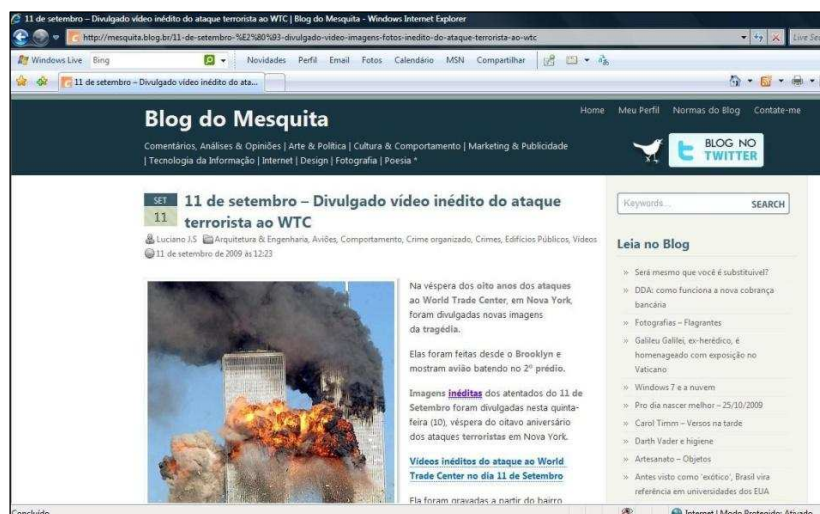 11 de setembro – Divulgado vídeo inédito do ataque terrorista ao WTC | Blog do Mesquita - Windows Internet Explorer
http://mesquita.blog.br/11-de-setembro-%E2%80%93-divulgado-video-imagens-fotos-inedito-do-ataque-terrorista-ao-wtc
Live Sea
Windows Live Bing Novidades Perfil Email Fotos Calendário MSN Compartilhar
11 de setembro – Divulgado vídeo inédito do ata...
Home Meu Perfil Normas do Blog Contate-me
Blog do Mesquita
Comentários, Análises & Opiniões | Arte & Política | Cultura & Comportamento | Marketing & Publicidade
| Tecnologia da Informação | Internet | Design | Fotografia | Poesia *
BLOG NO
TWITTER
SET
11
11 de setembro – Divulgado vídeo inédito do ataque
terrorista ao WTC
Luciano J.S Arquitetura & Engenharia, Aviões, Comportamento, Crime organizado, Crimes, Edifícios Públicos, Vídeos
11 de setembro de 2009 às 12:23
Na véspera dos oito anos dos ataques
ao World Trade Center, em Nova York,
foram divulgadas novas imagens
da tragédia.
Elas foram feitas desde o Brooklyn e
mostram avião batendo no 2º prédio.
Imagens inéditas dos atentados do 11 de
Setembro foram divulgadas nesta quinta-
feira (10), véspera do oitavo aniversário
dos ataques terroristas em Nova York.
Vídeos inéditos do ataque ao World
Trade Center no dia 11 de Setembro
Ela foram gravadas a partir do bairro
Keywords... SEARCH
Leia no Blog
» Será mesmo que você é substituivel?
» DDA: como funciona a nova cobrança
bancária
» Fotografias – Flagrantes
» Galileu Galilei, ex-herédico, é
homenageado com exposição no
Vaticano
» Windows 7 e a nuvem
» Pro dia nascer melhor – 25/10/2009
» Carol Timm – Versos na tarde
» Darth Vader e higiene
» Artesanato – Objetos
» Antes visto como 'exótico', Brasil vira
referência em universidades dos EUA
Concluído
Internet | Modo Protegido: Ativado